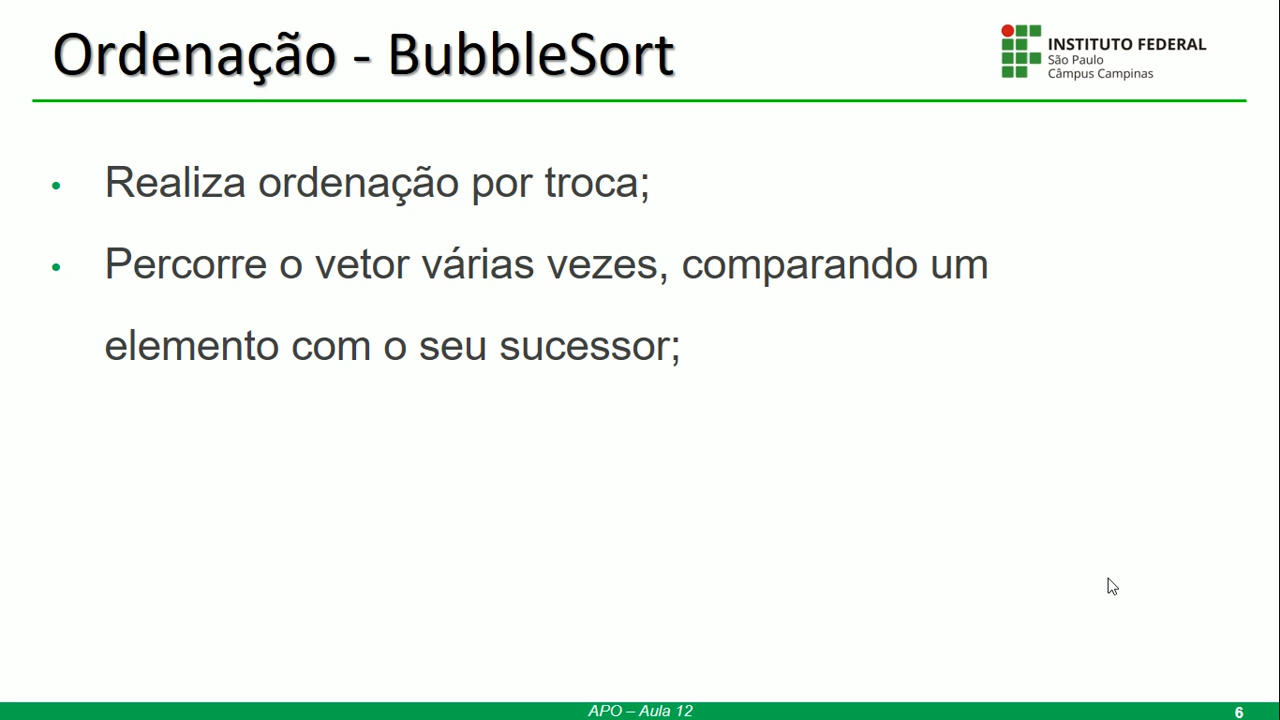 Ordenação - BubbleSort
INSTITUTO FEDERAL
São Paulo
Câmpus Campinas
• Realiza ordenação por troca;
• Percorre o vetor várias vezes, comparando um
elemento com o seu sucessor;
APO – Aula 12
6